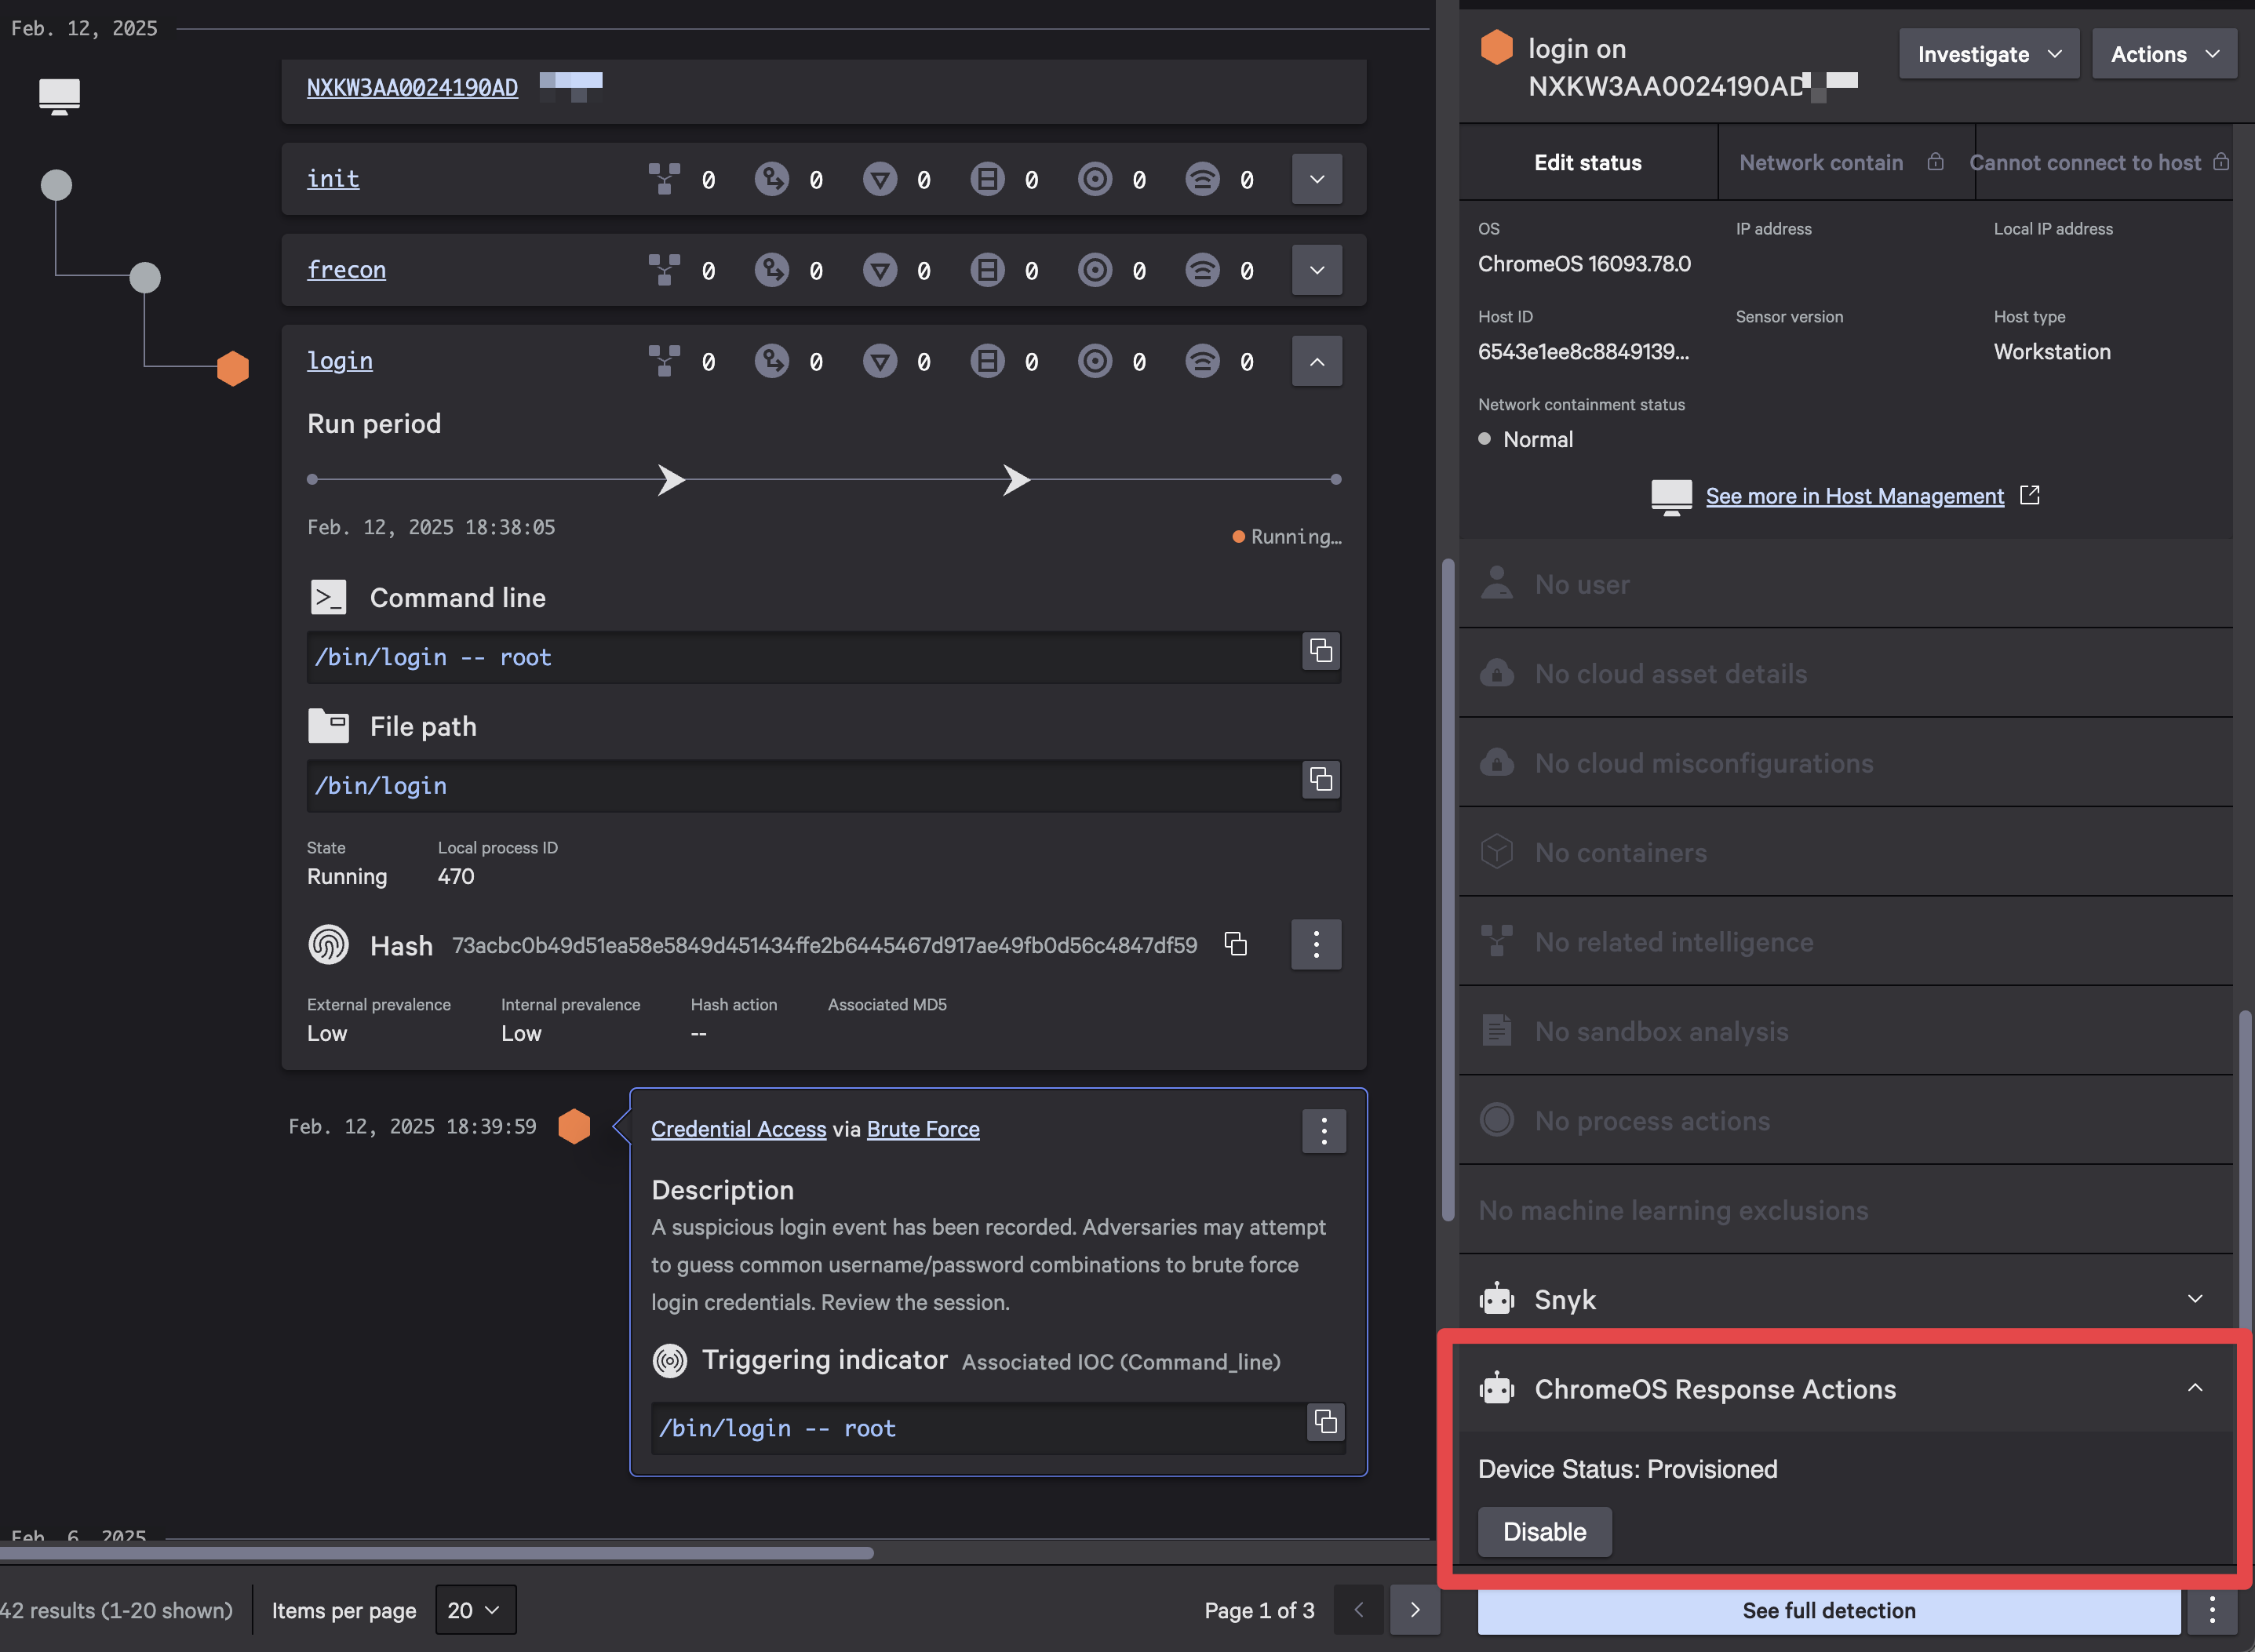 Feb. 12, 2025
NXKW3AA0024190AD
init 0 0 0 0 0 0
frecon 0 0 0 0 0 0
login 0 0 0 0 0 0
Run period
Feb. 12, 2025 18:38:05
Running...
Command line
/bin/login -- root
File path
/bin/login
State Local process ID
Running 470
Hash 73acbc0b49d51ea58e5849d451434ffe2b6445467d917ae49fb0d56c4847df59
External prevalence Internal prevalence Hash action Associated MD5
Low Low --
Feb. 12, 2025 18:39:59
Credential Access via Brute Force
Description
A suspicious login event has been recorded. Adversaries may attempt
to guess common username/password combinations to brute force
login credentials. Review the session.
Triggering indicator Associated IOC (Command_line)
/bin/login -- root
Feb. 6, 2025
42 results (1-20 shown) Items per page 20 Page 1 of 3
login on
NXKW3AA0024190AD
Investigate Actions
Edit status Network contain Cannot connect to host
OS IP address Local IP address
ChromeOS 16093.78.0
Host ID Sensor version Host type
6543e1ee8c8849139... Workstation
Network containment status
Normal
See more in Host Management
No user
No cloud asset details
No cloud misconfigurations
No containers
No related intelligence
No sandbox analysis
No process actions
No machine learning exclusions
Snyk
ChromeOS Response Actions
Device Status: Provisioned
Disable
See full detection